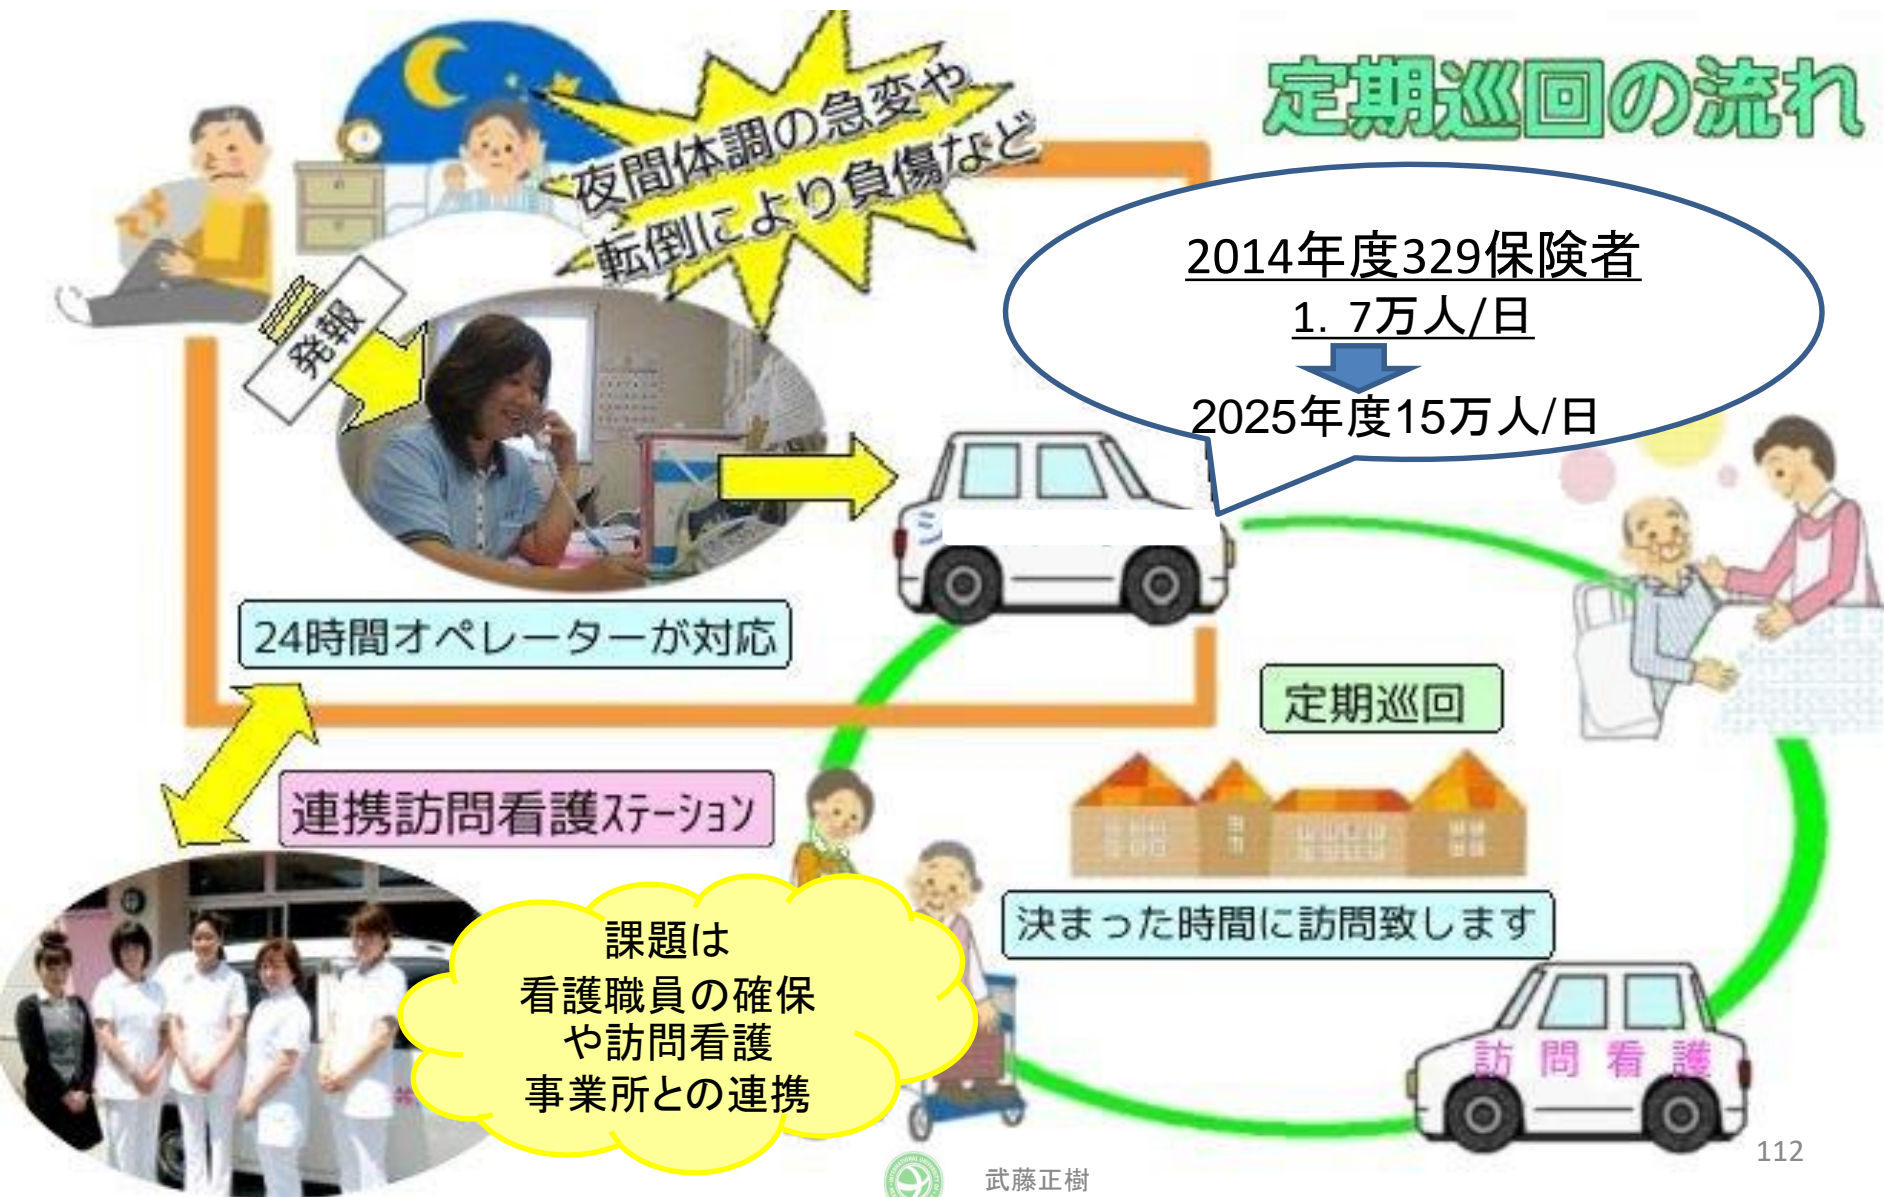 定期巡回の流れ
夜間体調の急変や
転倒により負傷など
2014年度329保険者
1．7万人/日
2025年度15万人/日
発報
24時間オペレーターが対応
定期巡回
連携訪問看護ｽﾃｰｼｮﾝ
決まった時間に訪問致します
課題は
看護職員の確保
や訪問看護
事業所との連携
訪問看護
武藤正樹
112